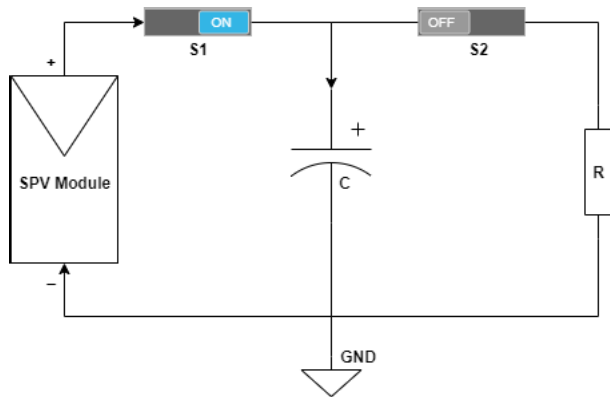 ON
OFF
S1
S2
+
+
SPV Module
C
R
−
GND